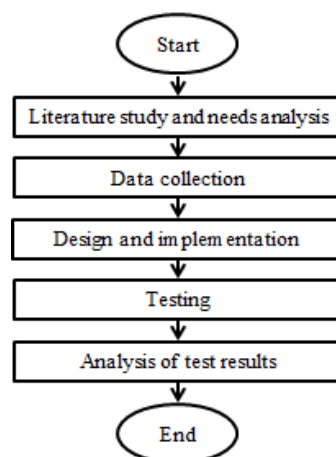 Start
Literature study and needs analysis
Data collection
Design and implementation
Testing
Analysis of test results
End